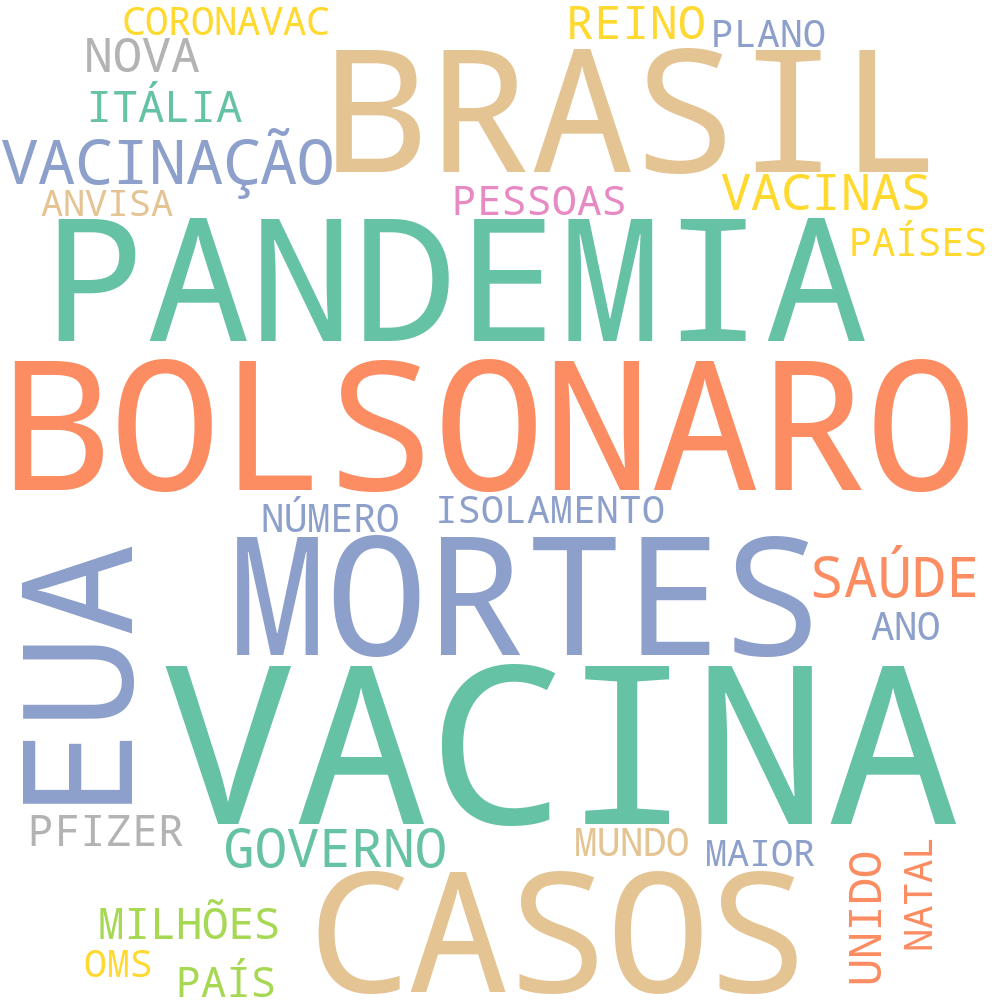 CORONAVAC
REINO
PLANO
NOVA
BRASIL
ITÁLIA
VACINAÇÃO
ANVISA
PESSOAS
VACINAS
PANDEMIA
PAÍSES
BOLSONARO
NÚMERO
ISOLAMENTO
EUA
MORTES
SAÚDE
ANO
VACINA
PFIZER
GOVERNO
MUNDO
MAIOR
UNIDO
NATAL
CASOS
MILHÕES
OMS
PAÍS